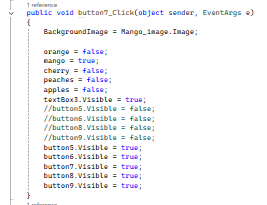 1 reference
public void button7_Click(object sender, EventArgs e)
{
BackgroundImage = Mango_image.Image;
orange = false;
mango = true;
cherry = false;
peaches = false;
apples = false;
textBox3.Visible = true;
//button5.Visible = false;
//button6.Visible = false;
//button8.Visible = false;
//button9.Visible = false;
button5.Visible = true;
button6.Visible = true;
button7.Visible = true;
button8.Visible = true;
button9.Visible = true;
}
1 reference